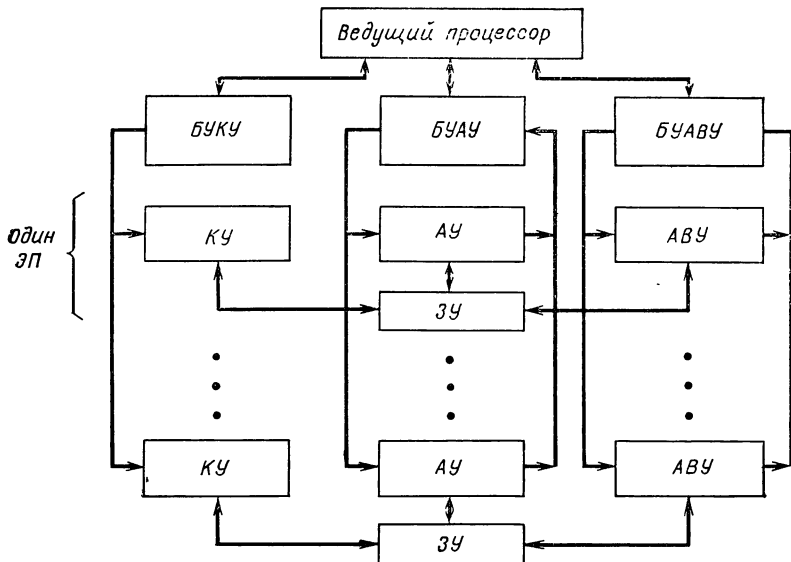 Ведущий процессор
БУКУ
БУАУ
БУАВУ
Один
ЭП
КУ
АУ
АВУ
ЗУ
КУ
АУ
АВУ
ЗУ